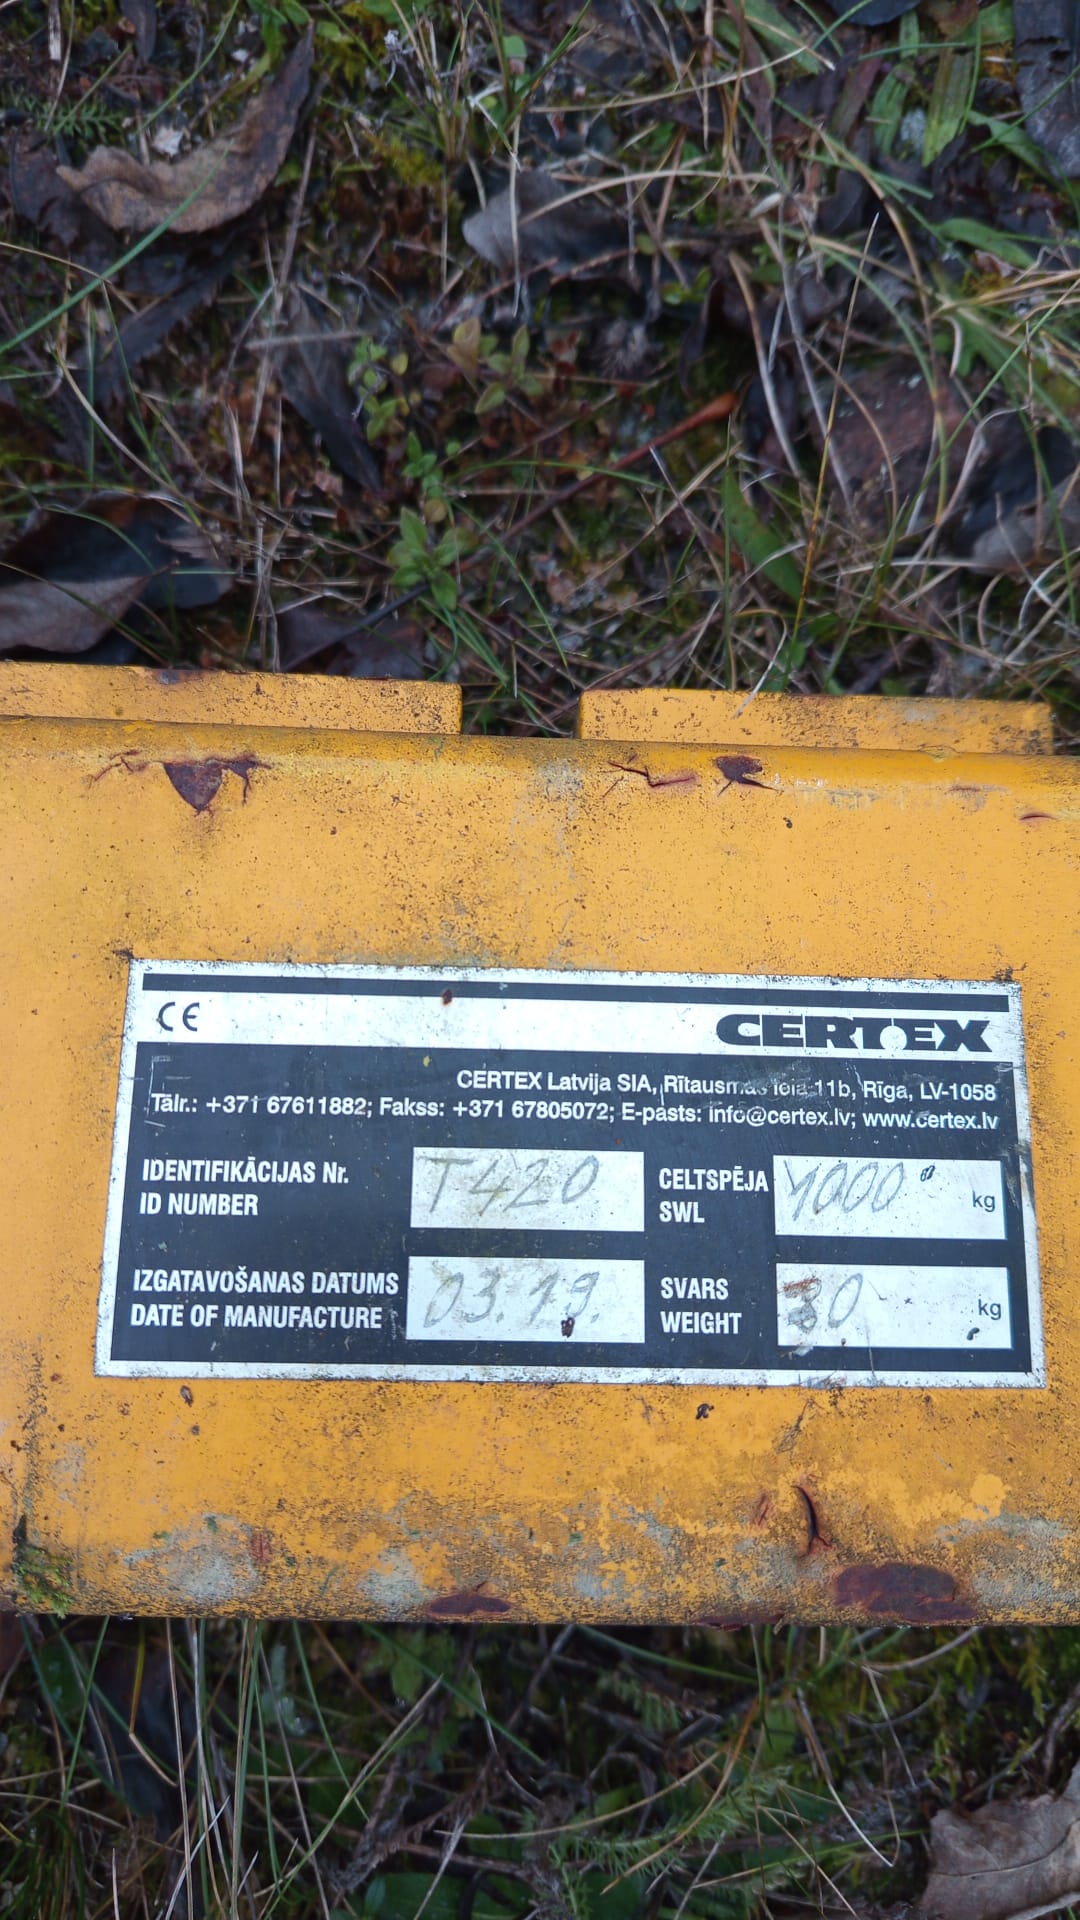 CE
CERTEX
CERTEX Latvija SIA, Rītausmas iela 11b, Rīga, LV-1058
Tālr.: +371 67611882; Fakss: +371 67805072; E-pasts: info@certex.lv; www.certex.lv
IDENTIFIKĀCIJAS Nr.
ID NUMBER
T420
CELTSPĒJA
SWL
1000 kg
IZGATAVOŠANAS DATUMS
DATE OF MANUFACTURE
03.19.
SVARS
WEIGHT
30 kg